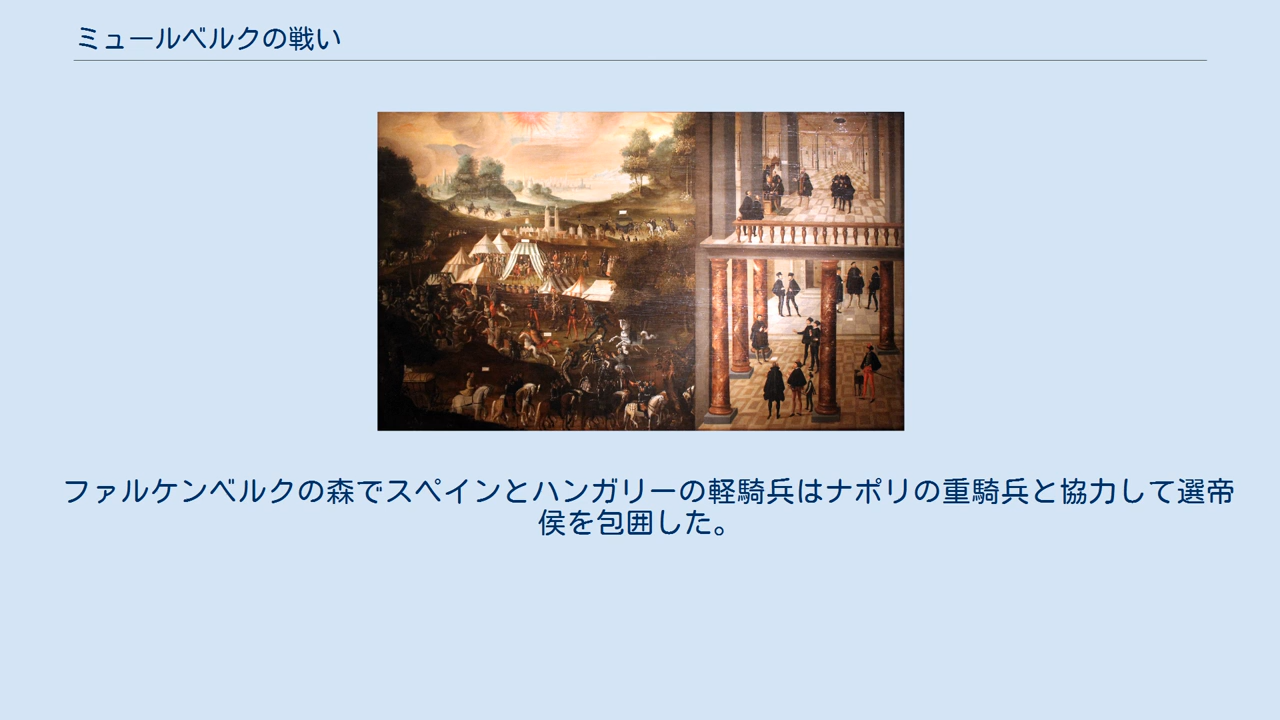 ミュールベルクの戦い
ファルケンベルクの森でスペインとハンガリーの軽騎兵はナポリの重騎兵と協力して選帝
侯を包囲した。